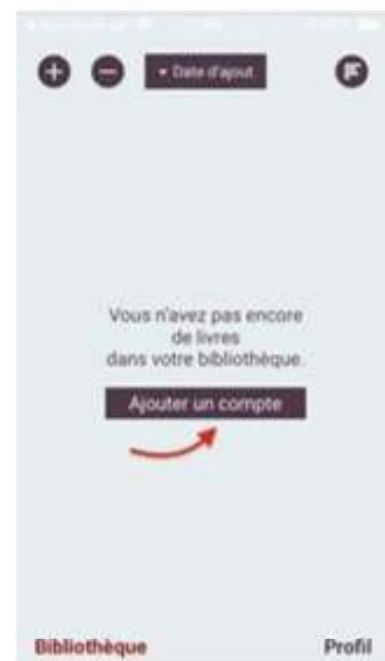 Date d'ajout
Vous n'avez pas encore
de livres
dans votre bibliothèque.
Ajouter un compte
Bibliothèque Profil